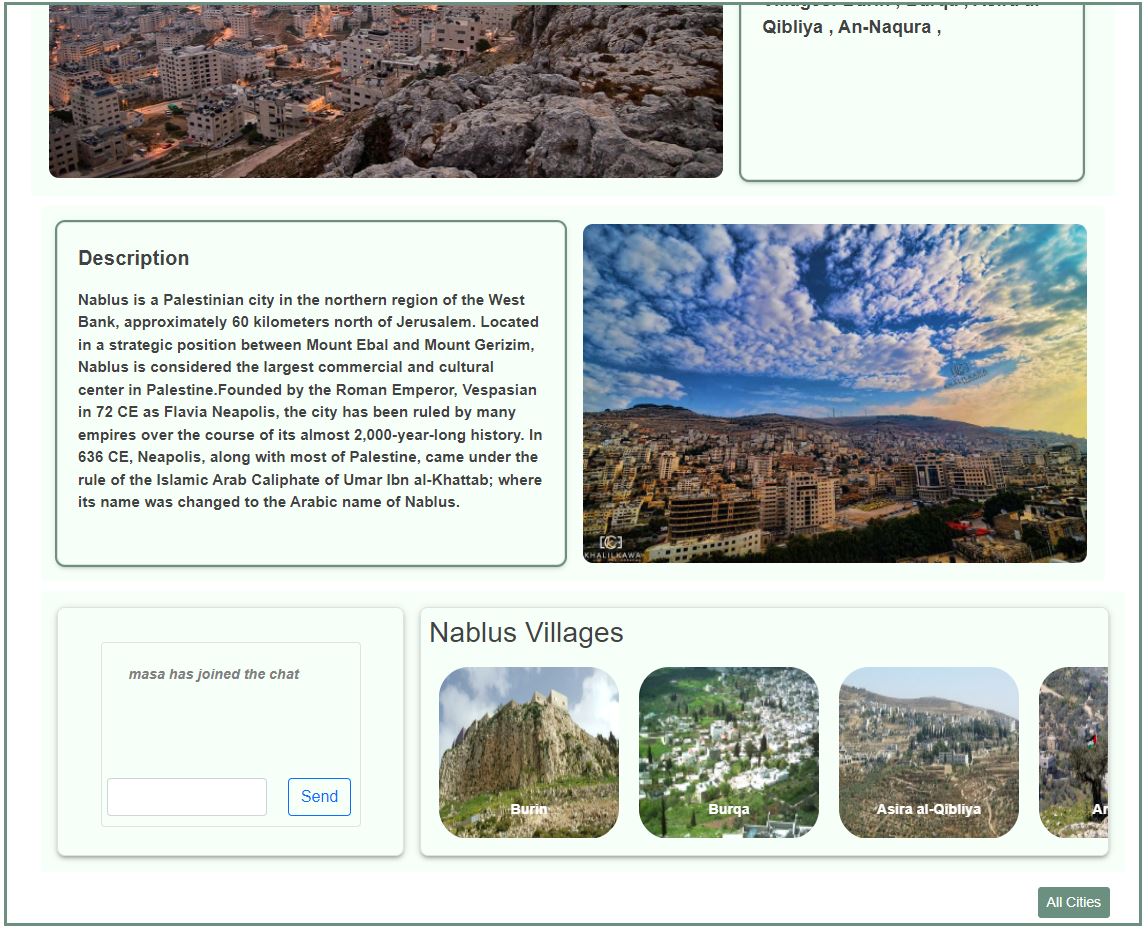 Qibliya , An-Naqura ,
Description
Nablus is a Palestinian city in the northern region of the West
Bank, approximately 60 kilometers north of Jerusalem. Located
in a strategic position between Mount Ebal and Mount Gerizim,
Nablus is considered the largest commercial and cultural
center in Palestine.Founded by the Roman Emperor, Vespasian
in 72 CE as Flavia Neapolis, the city has been ruled by many
empires over the course of its almost 2,000-year-long history. In
636 CE, Neapolis, along with most of Palestine, came under the
rule of the Islamic Arab Caliphate of Umar Ibn al-Khattab; where
its name was changed to the Arabic name of Nablus.
KHALILKAWA
masa has joined the chat
Send
Nablus Villages
Burin
Burqa
Asira al-Qibliya
All Cities